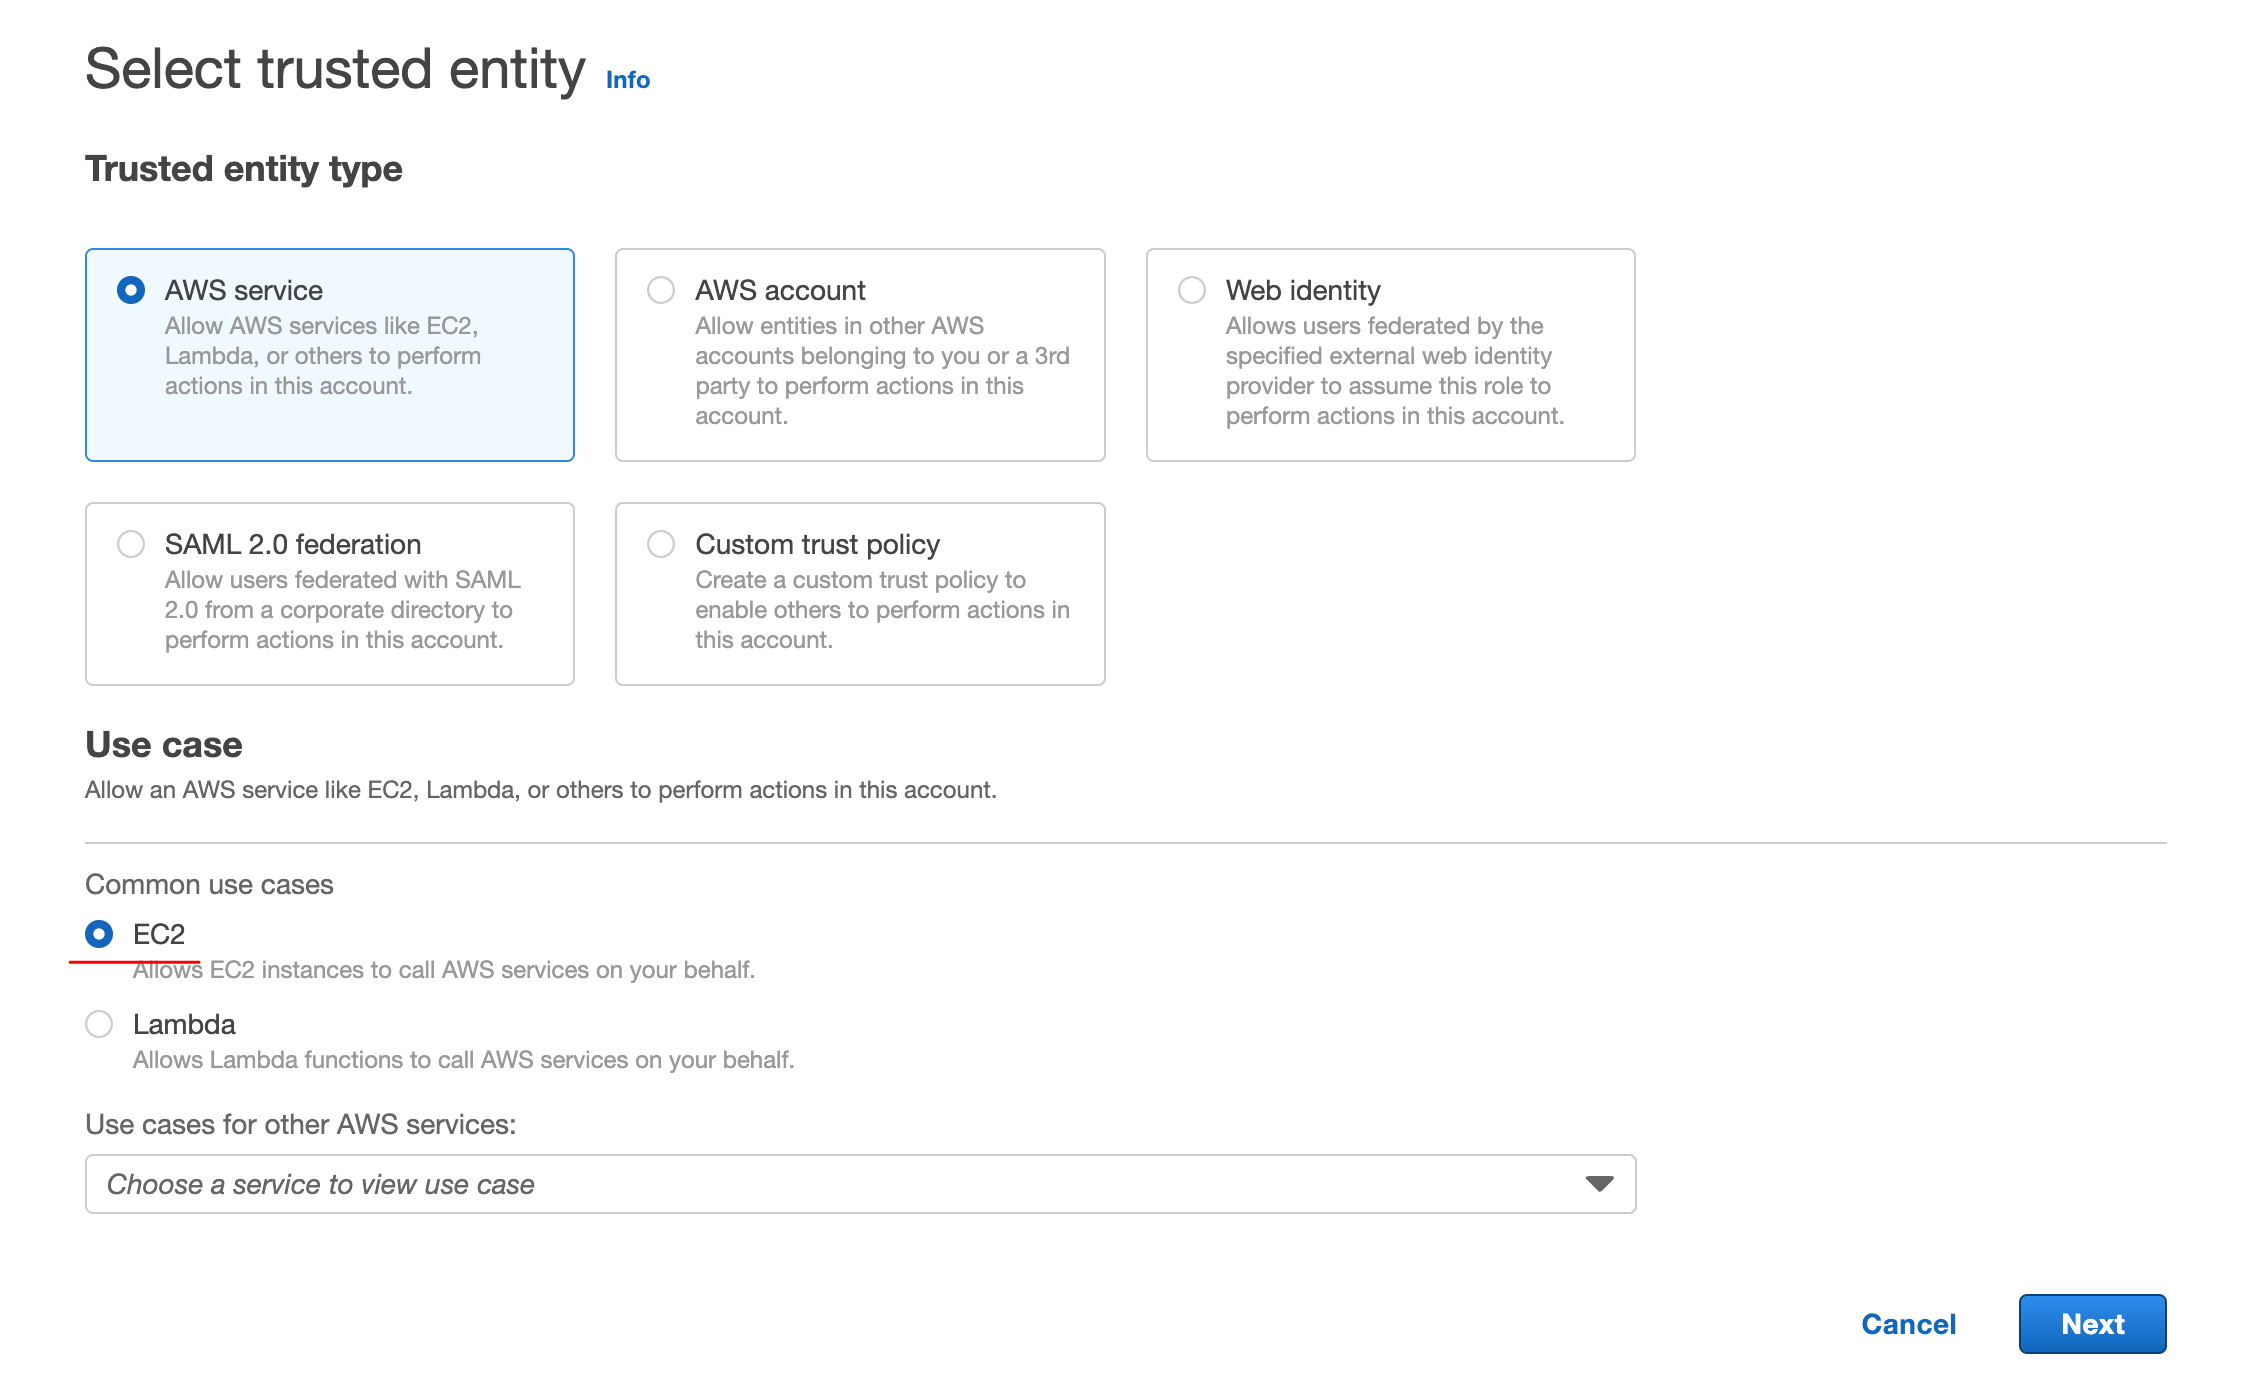 Select trusted entity Info
Trusted entity type
AWS service
Allow AWS services like EC2,
Lambda, or others to perform
actions in this account.
AWS account
Allow entities in other AWS
accounts belonging to you or a 3rd
party to perform actions in this
account.
Web identity
Allows users federated by the
specified external web identity
provider to assume this role to
perform actions in this account.
SAML 2.0 federation
Allow users federated with SAML
2.0 from a corporate directory to
perform actions in this account.
Custom trust policy
Create a custom trust policy to
enable others to perform actions in
this account.
Use case
Allow an AWS service like EC2, Lambda, or others to perform actions in this account.
Common use cases
EC2
Allows EC2 instances to call AWS services on your behalf.
Lambda
Allows Lambda functions to call AWS services on your behalf.
Use cases for other AWS services:
Choose a service to view use case
Cancel
Next